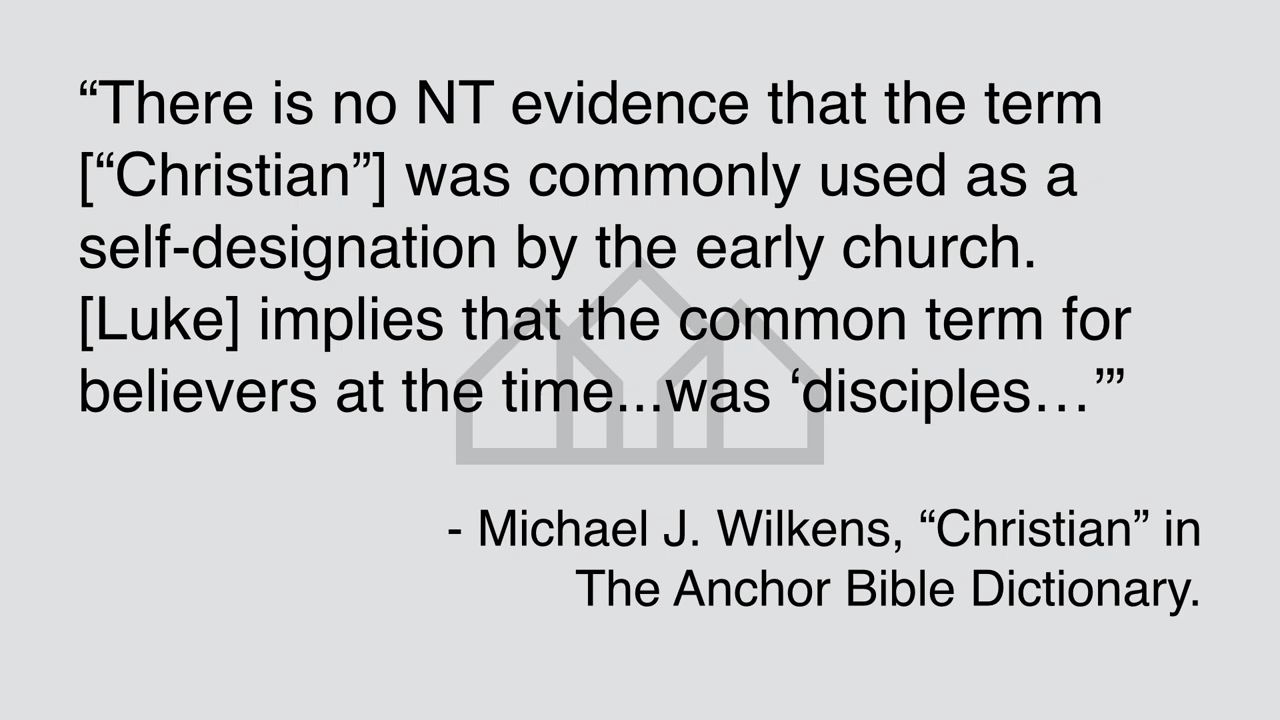 “There is no NT evidence that the term
[“Christian”] was commonly used as a
self-designation by the early church.
[Luke] implies that the common term for
believers at the time...was ‘disciples…’”
- Michael J. Wilkens, “Christian” in
The Anchor Bible Dictionary.